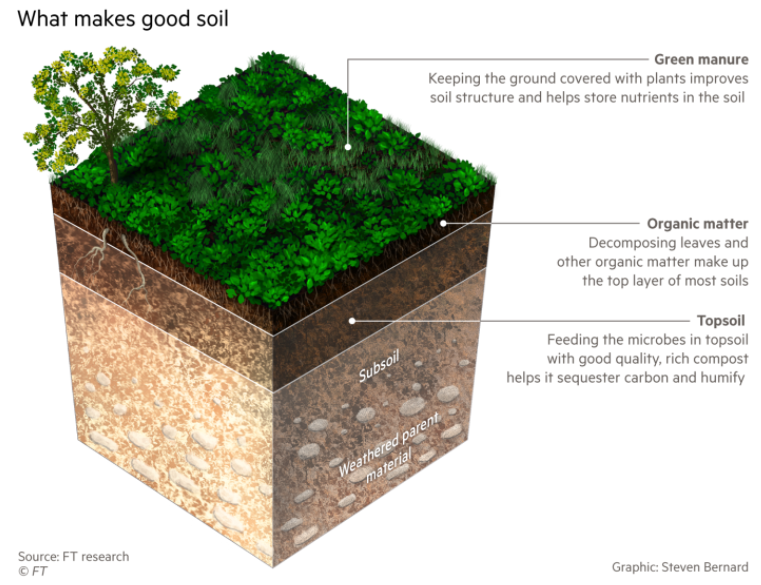 What makes good soil
Green manure
Keeping the ground covered with plants improves
soil structure and helps store nutrients in the soil
Organic matter
Decomposing leaves and
other organic matter make up
the top layer of most soils
Topsoil
Feeding the microbes in topsoil
with good quality, rich compost
helps it sequester carbon and humify
Subsoil
Weathered parent
material
Source: FT research
© FT
Graphic: Steven Bernard